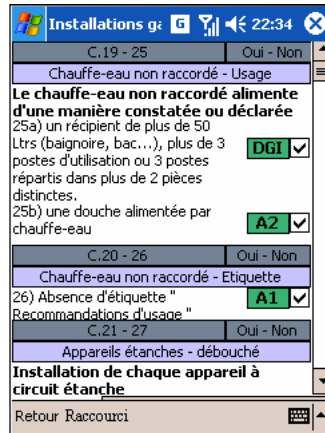 Installations ga G 22:34
C.19 - 25 Oui - Non
Chauffe-eau non raccordé - Usage
Le chauffe-eau non raccordé alimente
d'une manière constatée ou
déclarée
25a) un récipient de plus de 50
Ltrs (baignoire, bac...), plus de 3
postes d'utilisation ou 3 postes
répartis dans plus de 2 pièces
distinctes.
DGI
25b) une douche alimentée par
chauffe-eau
A2
C.20 - 26 Oui - Non
Chauffe-eau non raccordé - Etiquette
26) Absence d'étiquette "
Recommandations d'usage "
A1
C.21 - 27 Oui - Non
Appareils étanches - débouché
Installation de chaque appareil à
circuit étanche
Retour Raccourci